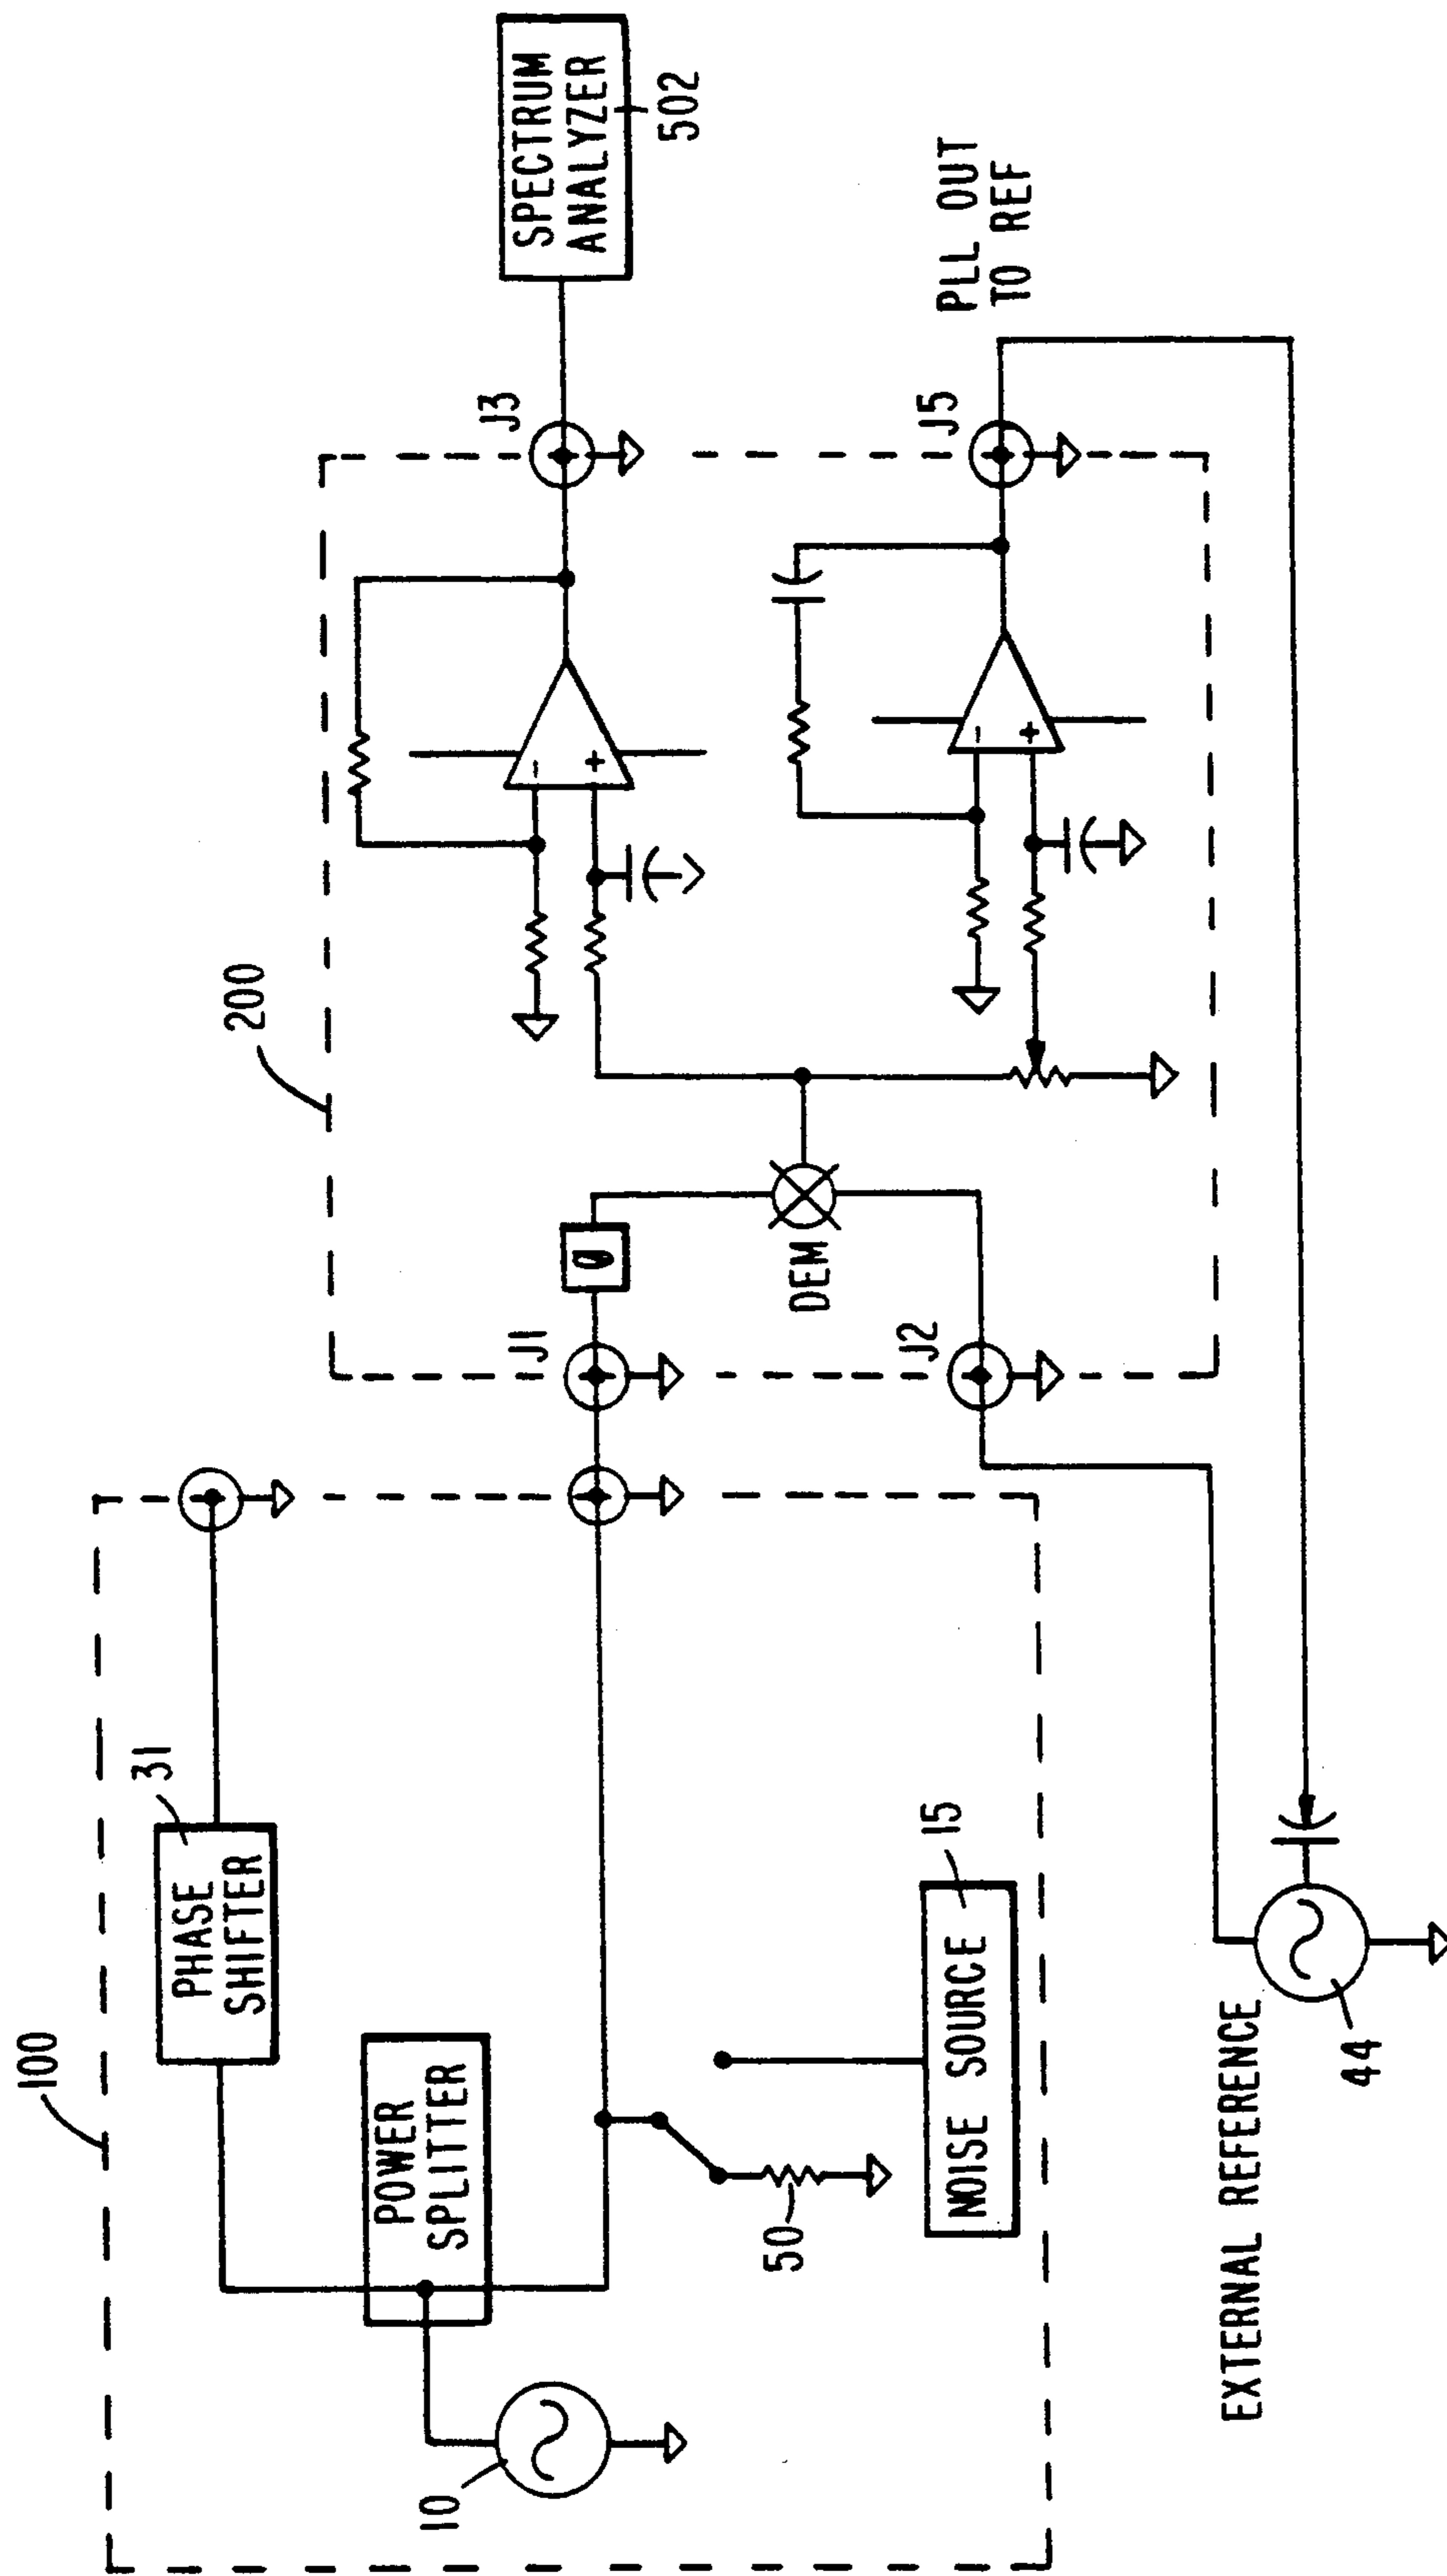 100
PHASE
SHIFTER
31
POWER
SPLITTER
10
50
NOISE SOURCE
15
EXTERNAL REFERENCE
44
200
J1
Ø
J2
DEM
-
+
-
+
J3
J5
SPECTRUM
ANALYZER
502
PLL OUT
TO REF